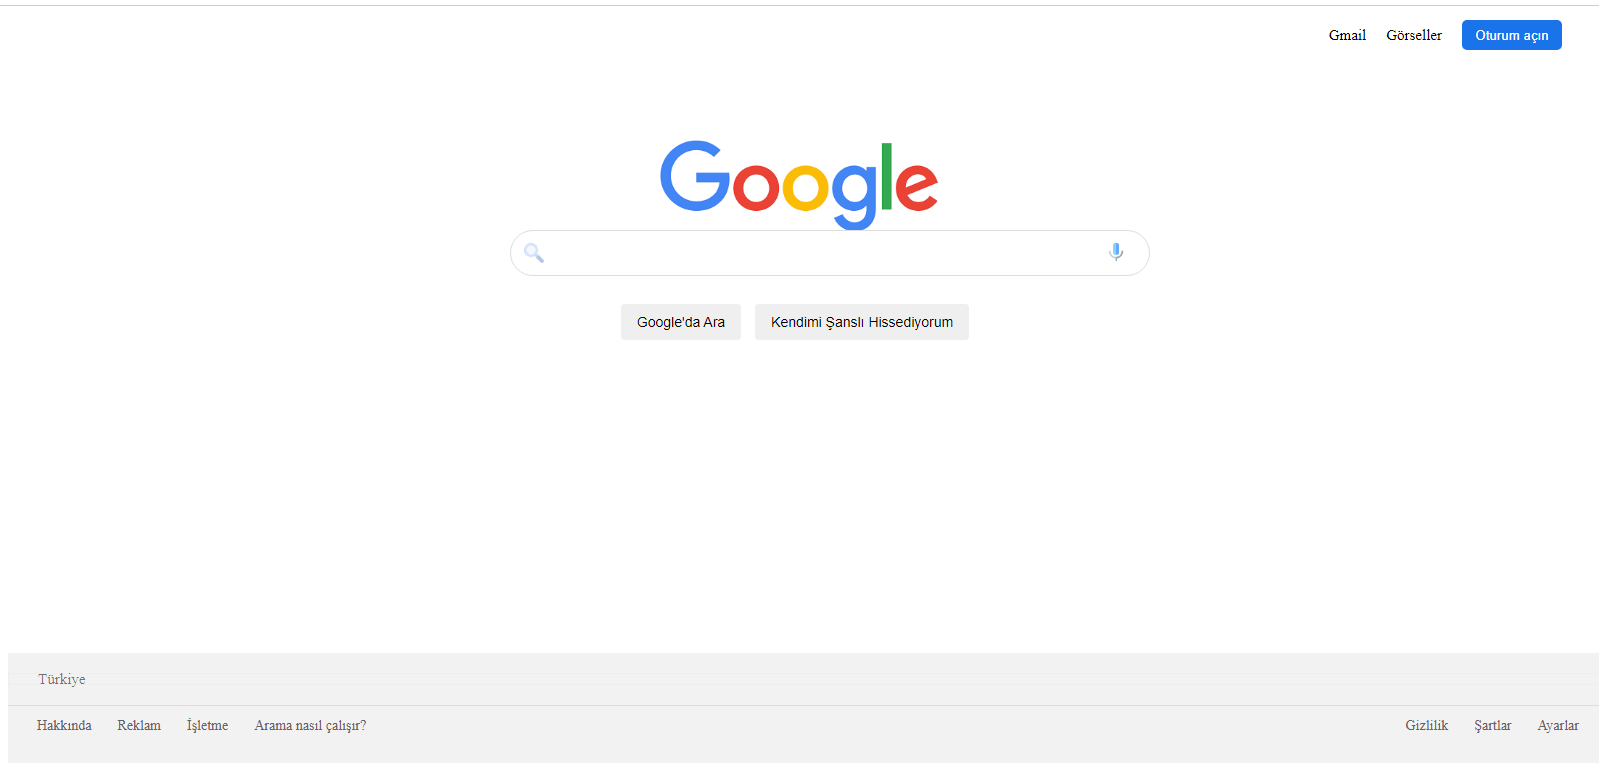 Gmail Görseller Oturum açın
Google
Google'da Ara Kendimi Şanslı Hissediyorum
Türkiye
Hakkında Reklam İşletme Arama nasıl çalışır? Gizlilik Şartlar Ayarlar